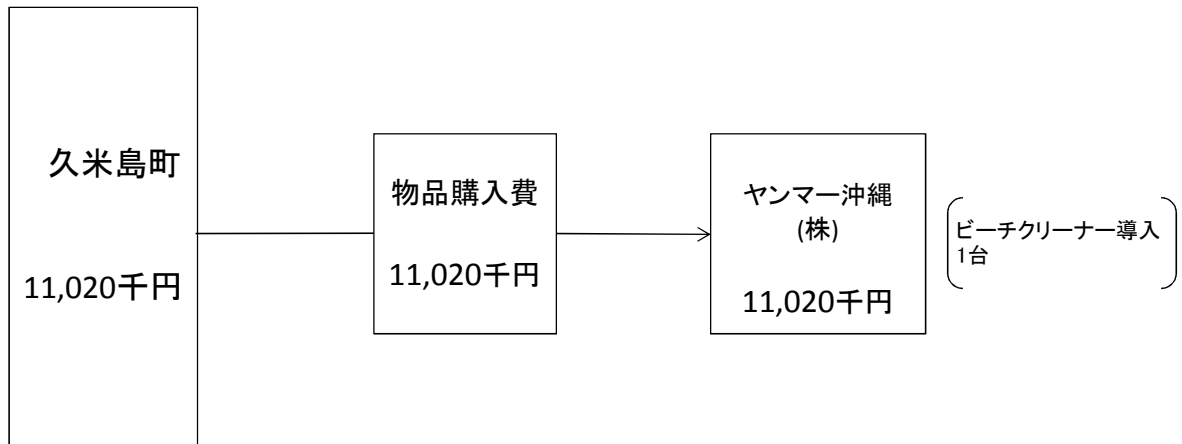 久米島町
11,020千円
物品購入費
11,020千円
ヤンマー沖縄
(株)
11,020千円
ビーチクリーナー導入
1台